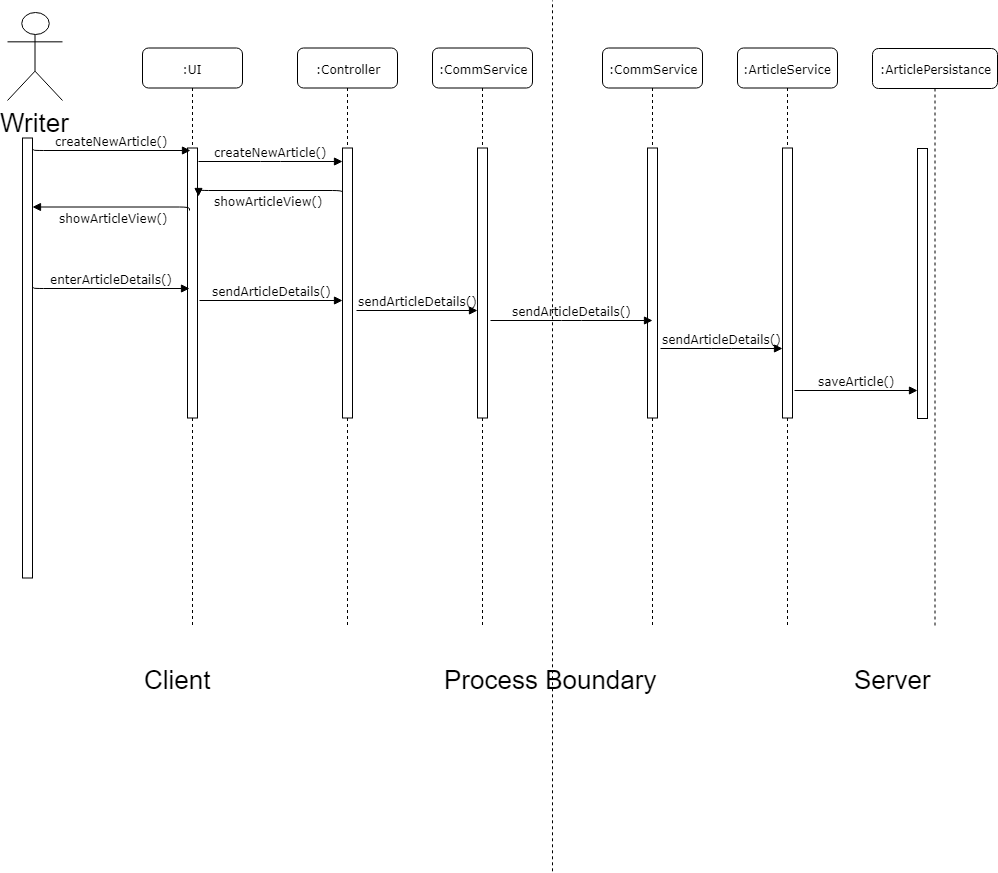 :UI
:Controller
:CommService
:CommService
:ArticleService
:ArticlePersistance
Writer
createNewArticle()
createNewArticle()
showArticleView()
showArticleView()
enterArticleDetails()
sendArticleDetails()
sendArticleDetails()
sendArticleDetails()
sendArticleDetails()
saveArticle()
Client
Process Boundary
Server